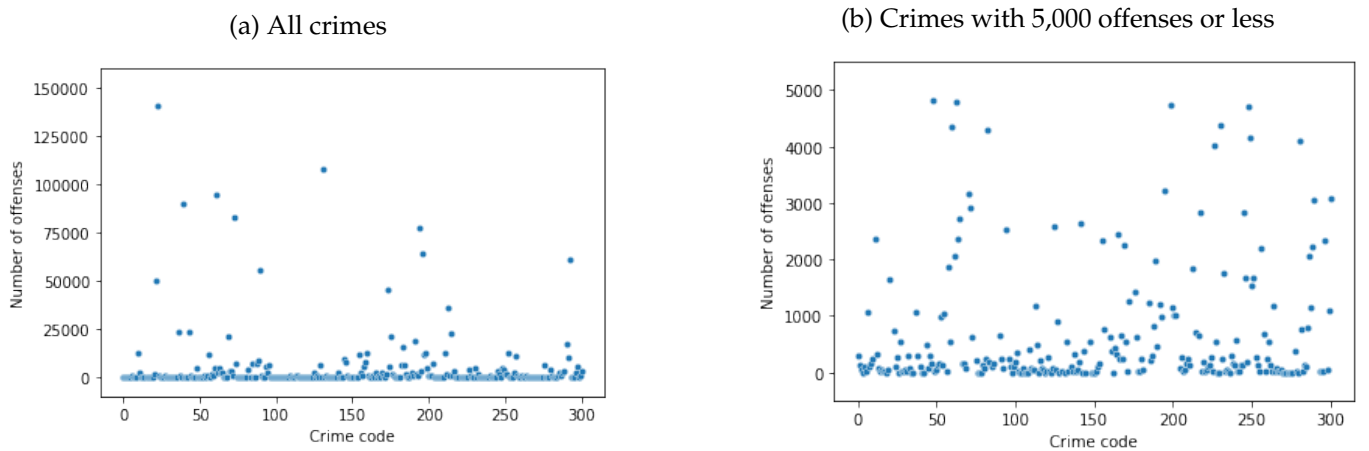 (a) All crimes
150000
125000
100000
75000
50000
25000
0
Number of offenses
0 50 100 150 200 250 300
Crime code
(b) Crimes with 5,000 offenses or less
5000
4000
3000
2000
1000
0
Number of offenses
0 50 100 150 200 250 300
Crime code